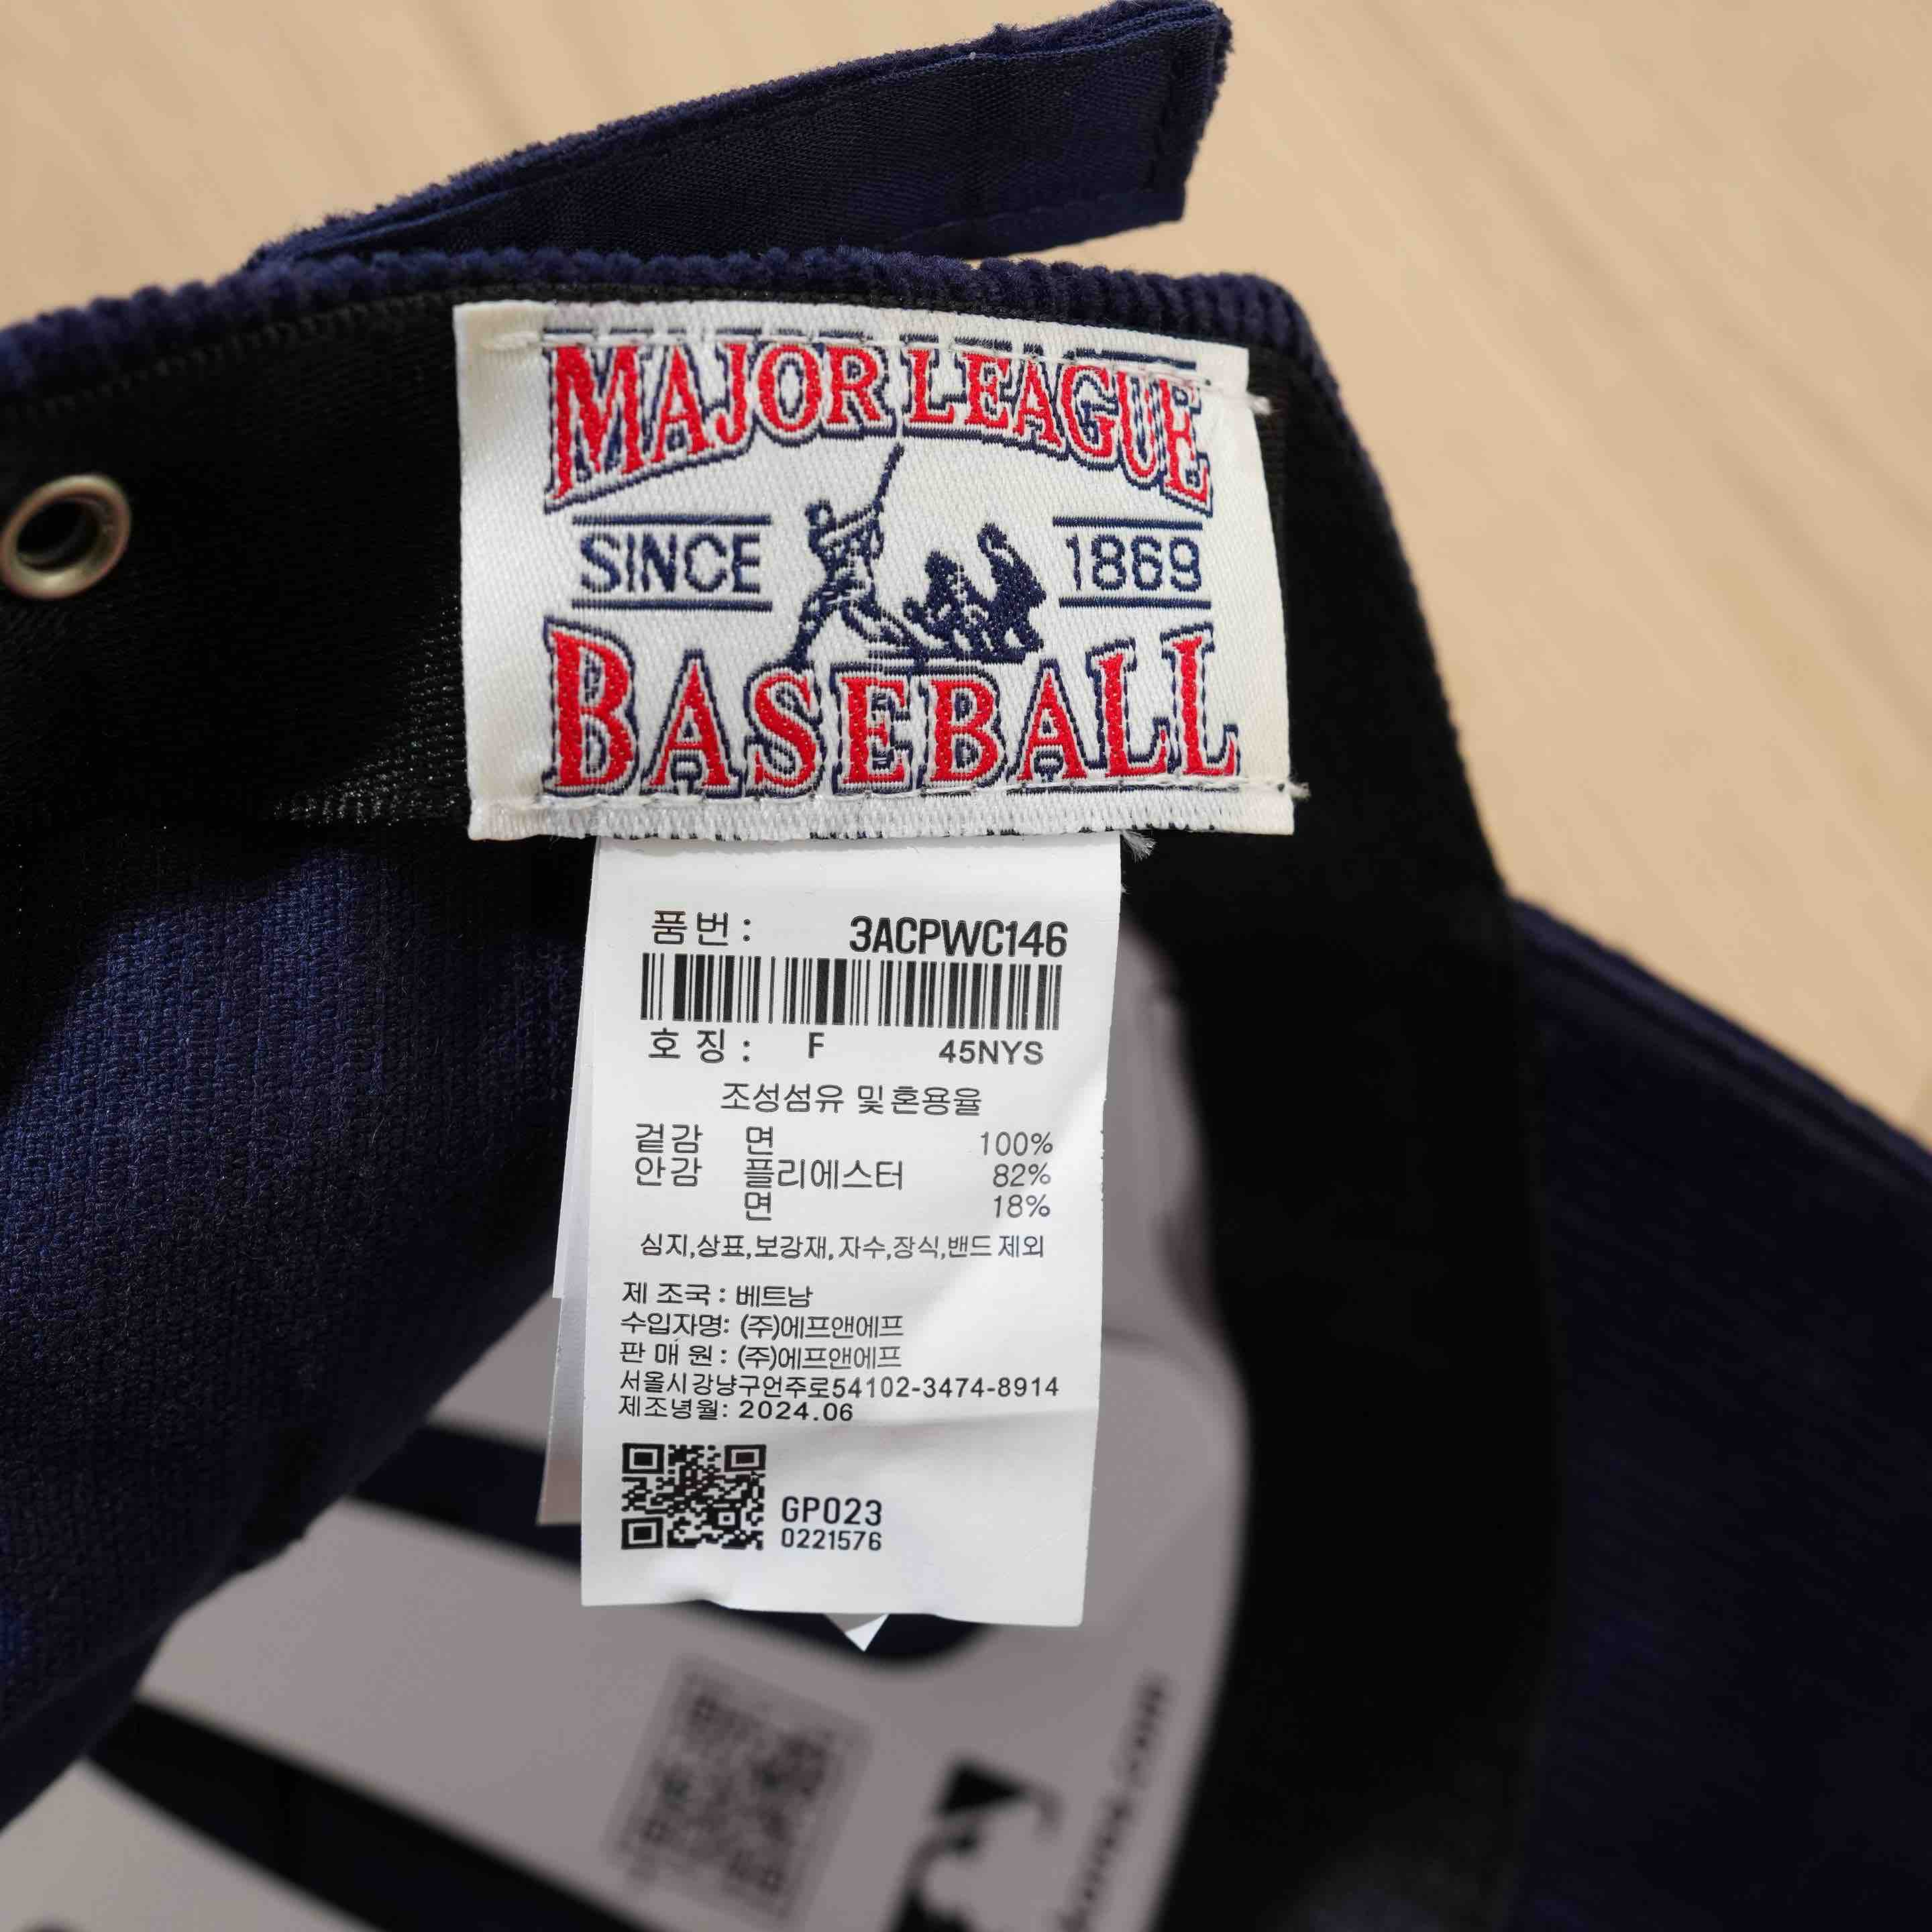 MAJOR LEAGUE
SINCE 1869
BASEBALL
품번: 3ACPWC146
호징: F 45NYS
조성섬유 및혼용율
겉감 면 100%
안감 플리에스터 82%
면 18%
심지,상표,보강재,자수,장식,밴드 제외
제 조국: 베트남
수입자명: (주)에프앤에프
판 매 원: (주)에프앤에프
서울시강냥구언주로54102-3474-8914
제조녕월: 2024.06
GP023
0221576